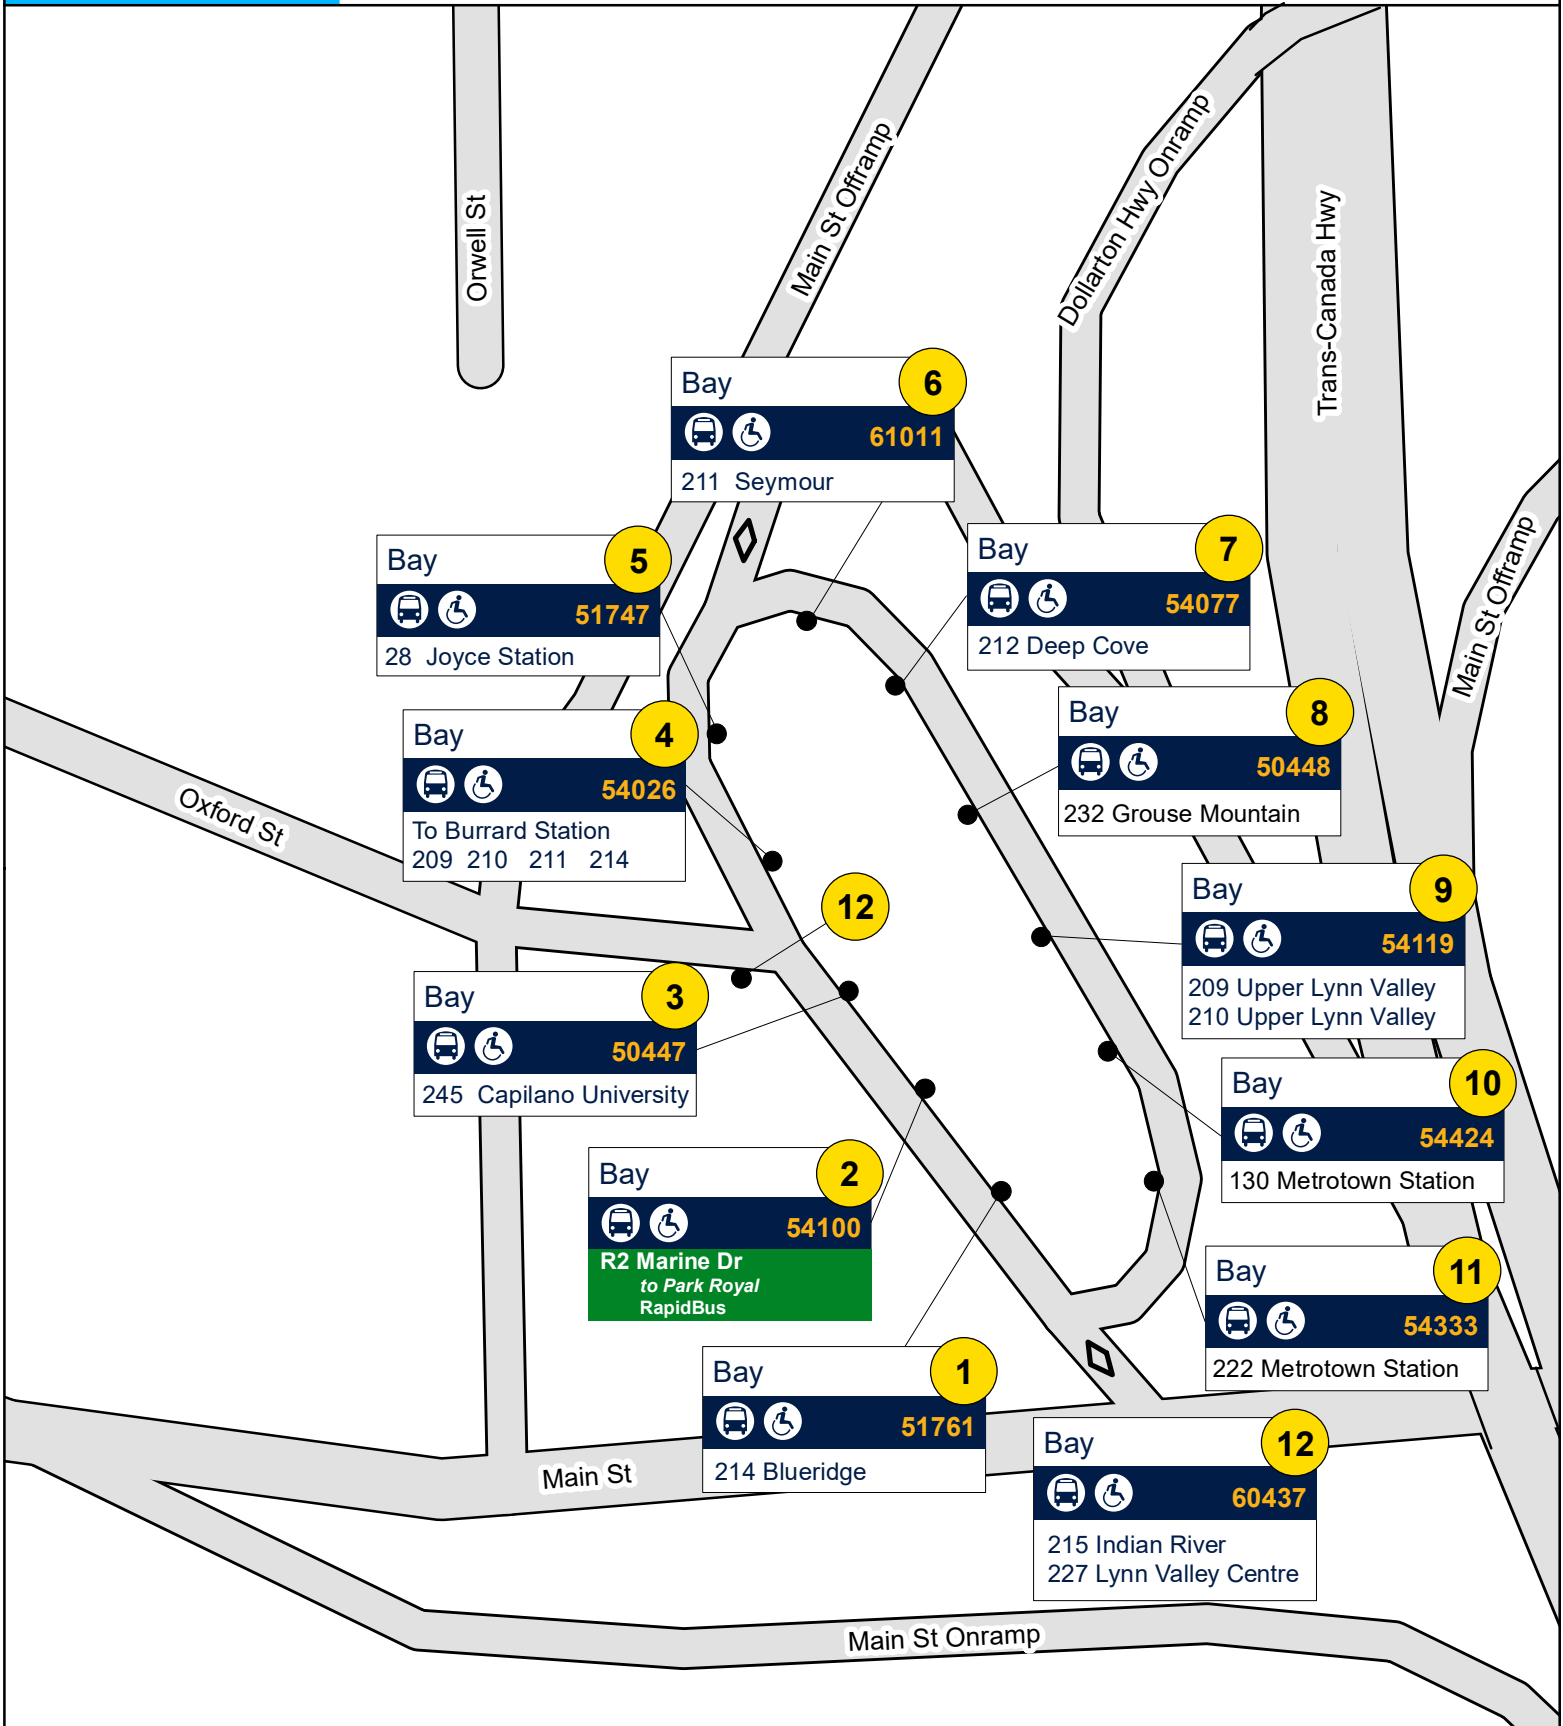 Orwell St
Main St Offramp
Dollarton Hwy Onramp
Trans-Canada Hwy
Main St Offramp
Bay 6
61011
211 Seymour
Bay 5
51747
28 Joyce Station
Bay 7
54077
212 Deep Cove
Bay 4
54026
To Burrard Station
209 210 211 214
Bay 8
50448
232 Grouse Mountain
Oxford St
12
Bay 9
54119
209 Upper Lynn Valley
210 Upper Lynn Valley
Bay 3
50447
245 Capilano University
Bay 10
54424
130 Metrotown Station
Bay 2
54100
R2 Marine Dr
to Park Royal
RapidBus
Bay 11
54333
222 Metrotown Station
Bay 1
51761
214 Blueridge
Bay 12
60437
215 Indian River
227 Lynn Valley Centre
Main St
Main St Onramp